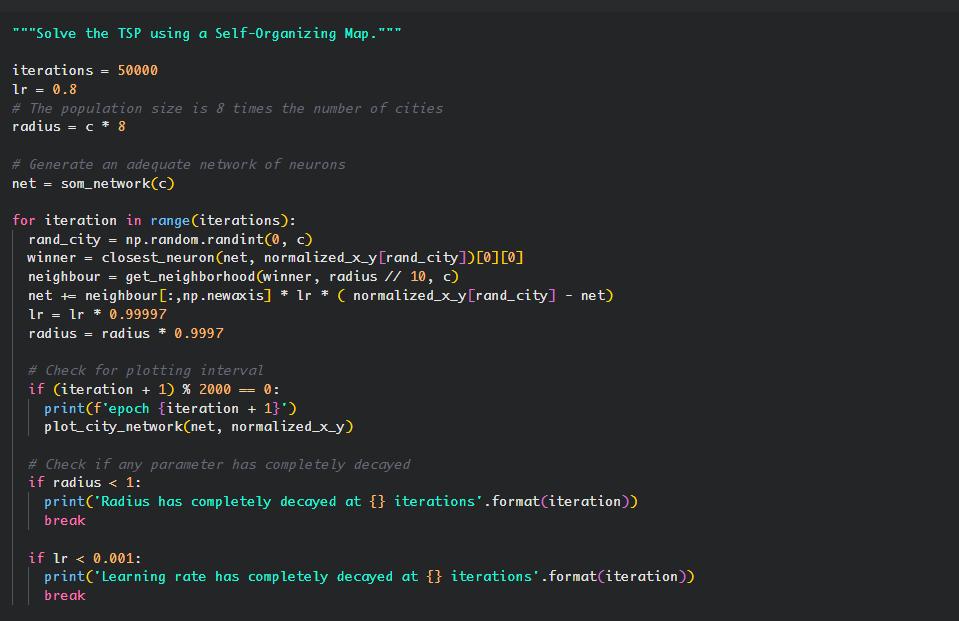 """Solve the TSP using a Self-Organizing Map."""
iterations = 50000
lr = 0.8
# The population size is 8 times the number of cities
radius = c * 8
# Generate an adequate network of neurons
net = som_network(c)
for iteration in range(iterations):
rand_city = np.random.randint(0, c)
winner = closest_neuron(net, normalized_x_y[rand_city])[0][0]
neighbour = get_neighborhood(winner, radius // 10, c)
net += neighbour[:,np.newaxis] * lr * ( normalized_x_y[rand_city] - net)
lr = lr * 0.99997
radius = radius * 0.9997
# Check for plotting interval
if (iteration + 1) % 2000 == 0:
print(f'epoch {iteration + 1}')
plot_city_network(net, normalized_x_y)
# Check if any parameter has completely decayed
if radius < 1:
print('Radius has completely decayed at {} iterations'.format(iteration))
break
if lr < 0.001:
print('Learning rate has completely decayed at {} iterations'.format(iteration))
break